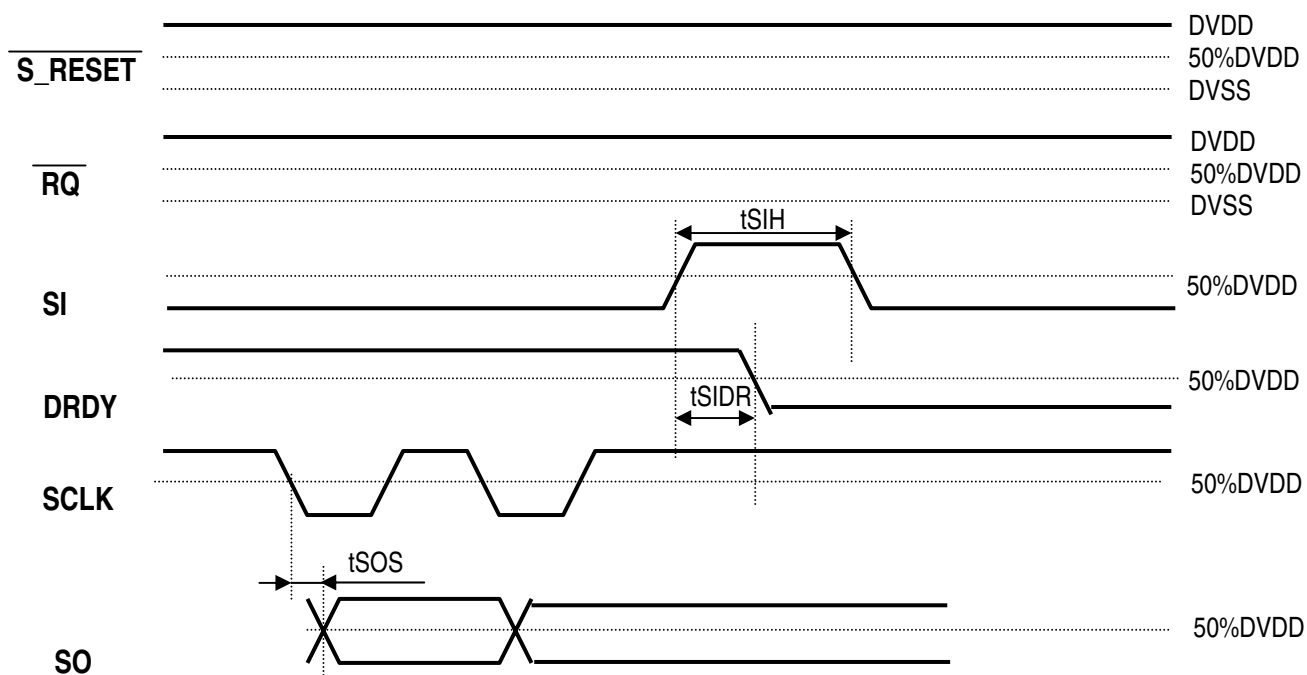 DVDD
S_RESET
50%DVDD
DVSS
DVDD
RQ
50%DVDD
DVSS
tSIH
SI
50%DVDD
DRDY
tSIDR
50%DVDD
SCLK
50%DVDD
tSOS
SO
50%DVDD